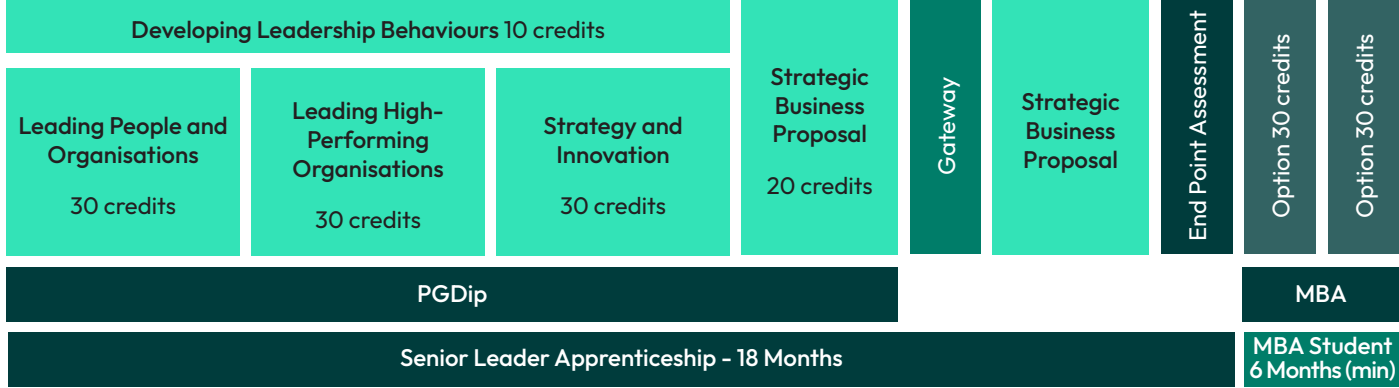 Developing Leadership Behaviours 10 credits
Leading People and
Organisations
30 credits
Leading High-
Performing
Organisations
30 credits
Strategy and
Innovation
30 credits
Strategic
Business
Proposal
20 credits
Gateway
Strategic
Business
Proposal
End Point Assessment
Option 30 credits
Option 30 credits
PGDip
MBA
Senior Leader Apprenticeship - 18 Months
MBA Student
6 Months (min)